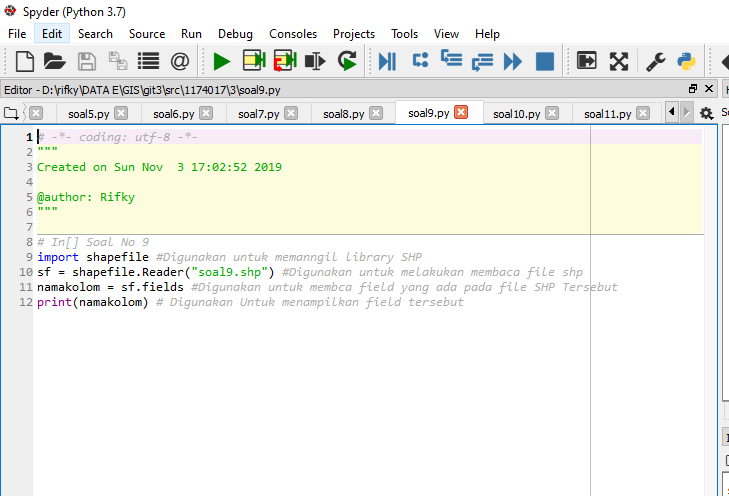 Spyder (Python 3.7)
File Edit Search Source Run Debug Consoles Projects Tools View Help
Editor - D:\rifky\DATA E\GIS\git3\src\1174017\3\soal9.py
soal5.py soal6.py soal7.py soal8.py soal9.py soal10.py soal11.py
1 # -*- coding: utf-8 -*-
2 """
3 Created on Sun Nov  3 17:02:52 2019
4
5 @author: Rifky
6 """
7
8 # In[] Soal No 9
9 import shapefile #Digunakan untuk memanngil library SHP
10 sf = shapefile.Reader("soal9.shp") #Digunakan untuk melakukan membaca file shp
11 namakolom = sf.fields #Digunakan untuk membca field yang ada pada file SHP Tersebut
12 print(namakolom) # Digunakan Untuk menampilkan field tersebut